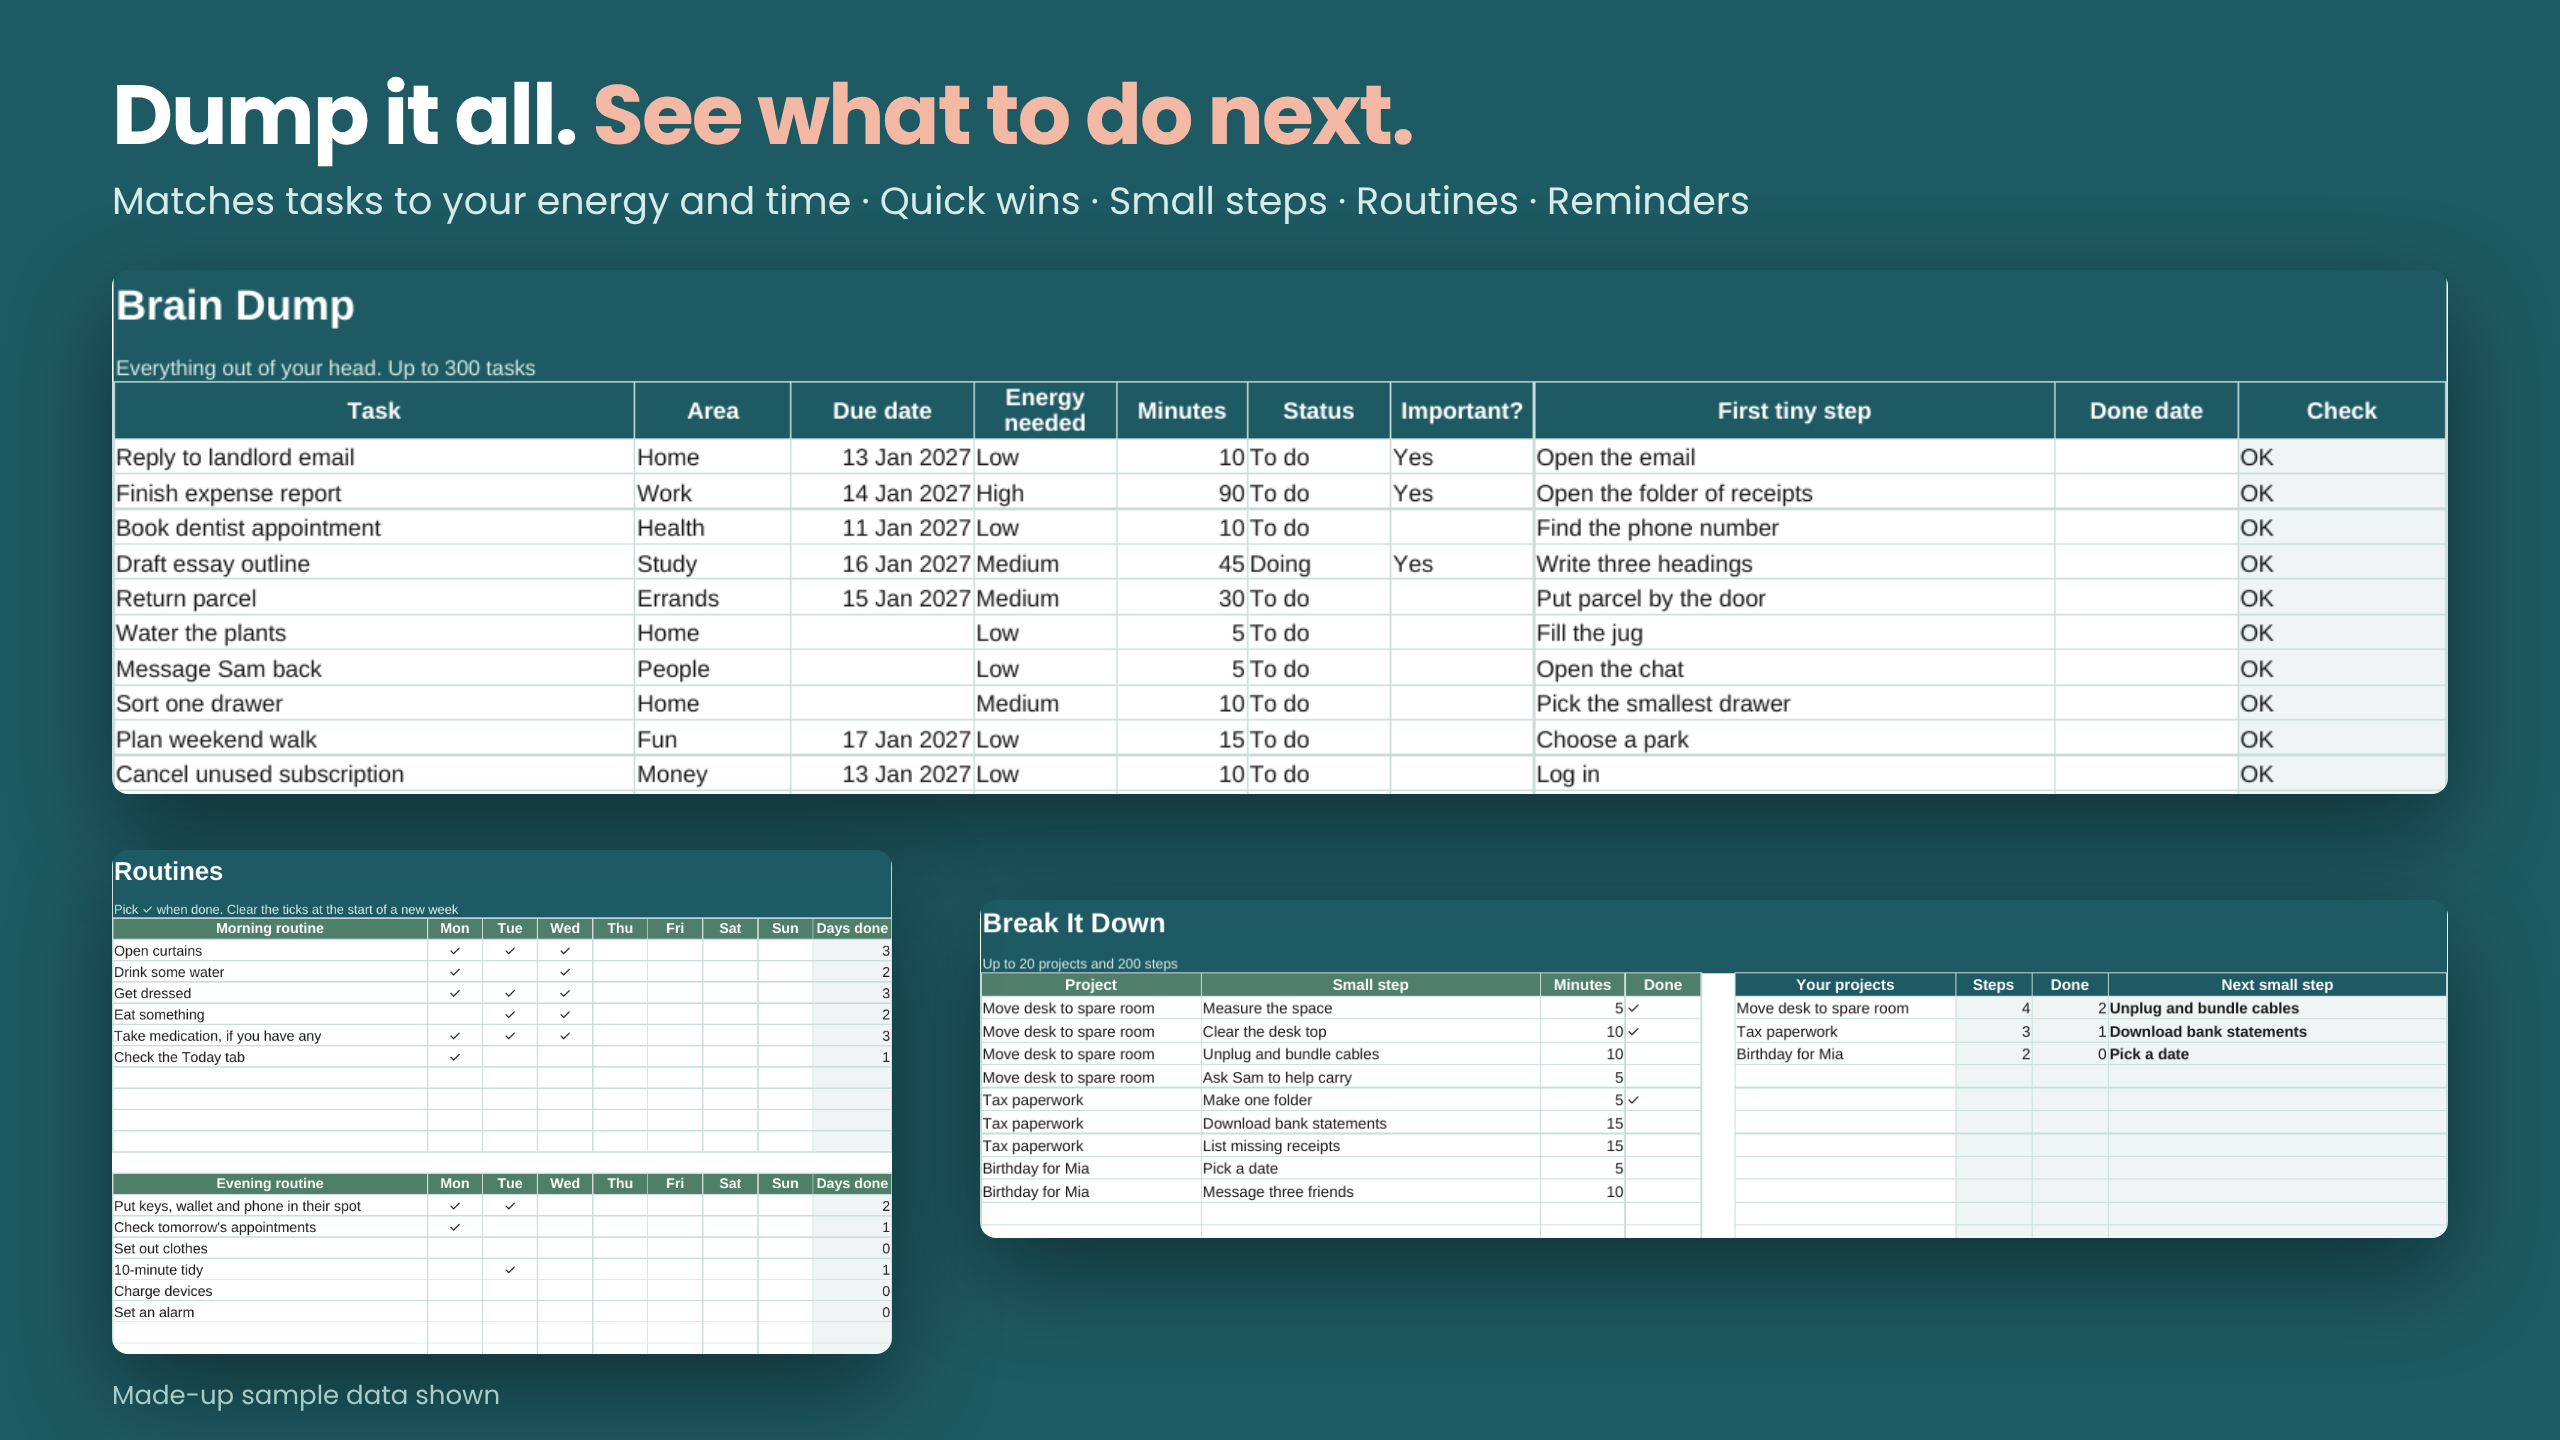 Dump it all. See what to do next.
Matches tasks to your energy and time · Quick wins · Small steps · Routines · Reminders
Brain Dump
Everything out of your head. Up to 300 tasks
Task Area Due date Energy needed Minutes Status Important? First tiny step Done date Check
Reply to landlord email Home 13 Jan 2027 Low 10 To do Yes Open the email OK
Finish expense report Work 14 Jan 2027 High 90 To do Yes Open the folder of receipts OK
Book dentist appointment Health 11 Jan 2027 Low 10 To do Find the phone number OK
Draft essay outline Study 16 Jan 2027 Medium 45 Doing Yes Write three headings OK
Return parcel Errands 15 Jan 2027 Medium 30 To do Put parcel by the door OK
Water the plants Home Low 5 To do Fill the jug OK
Message Sam back People Low 5 To do Open the chat OK
Sort one drawer Home Medium 10 To do Pick the smallest drawer OK
Plan weekend walk Fun 17 Jan 2027 Low 15 To do Choose a park OK
Cancel unused subscription Money 13 Jan 2027 Low 10 To do Log in OK
Routines
Pick ✓ when done. Clear the ticks at the start of a new week
Morning routine Mon Tue Wed Thu Fri Sat Sun Days done
Open curtains ✓ ✓ ✓ 3
Drink some water ✓ ✓ 2
Get dressed ✓ ✓ ✓ 3
Eat something ✓ ✓ 2
Take medication, if you have any ✓ ✓ ✓ 3
Check the Today tab ✓ 1
Evening routine Mon Tue Wed Thu Fri Sat Sun Days done
Put keys, wallet and phone in their spot ✓ ✓ 2
Check tomorrow's appointments ✓ 1
Set out clothes 0
10-minute tidy ✓ 1
Charge devices 0
Set an alarm 0
Break It Down
Up to 20 projects and 200 steps
Project Small step Minutes Done
Move desk to spare room Measure the space 5 ✓
Move desk to spare room Clear the desk top 10 ✓
Move desk to spare room Unplug and bundle cables 10
Move desk to spare room Ask Sam to help carry 5
Tax paperwork Make one folder 5 ✓
Tax paperwork Download bank statements 15
Tax paperwork List missing receipts 15
Birthday for Mia Pick a date 5
Birthday for Mia Message three friends 10
Your projects Steps Done Next small step
Move desk to spare room 4 2 Unplug and bundle cables
Tax paperwork 3 1 Download bank statements
Birthday for Mia 2 0 Pick a date
Made-up sample data shown